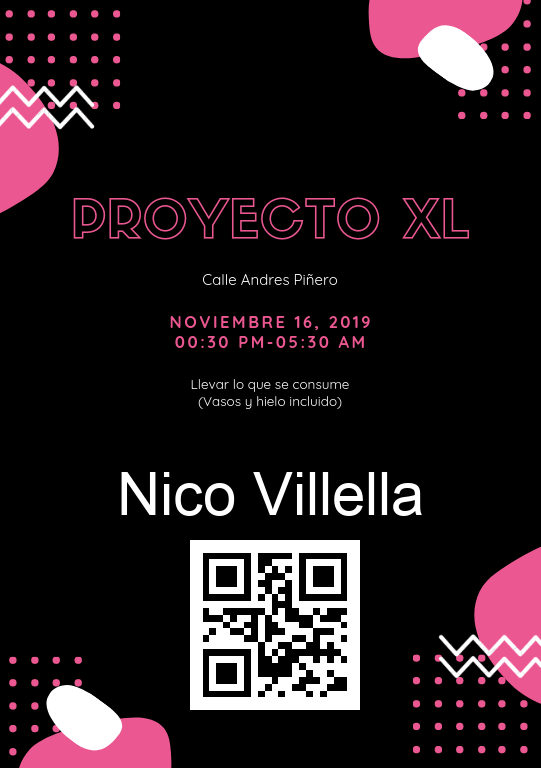 PROYECTO XL
Calle Andres Piñero
NOVIEMBRE 16, 2019
00:30 PM-05:30 AM
Llevar lo que se consume
(Vasos y hielo incluido)
Nico Villella